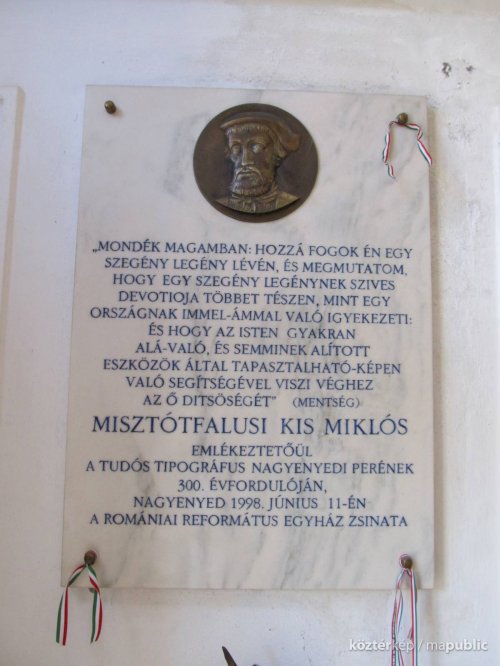 „MONDÉK MAGAMBAN: HOZZÁ FOGOK ÉN EGY
SZEGÉNY LEGÉNY LÉVÉN, ÉS MEGMUTATOM,
HOGY EGY SZEGÉNY LEGÉNYNEK SZIVES
DEVOTIOJA TÖBBET TÉSZEN, MINT EGY
ORSZÁGNAK IMMEL-ÁMMAL VALÓ IGYEKEZETI:
ÉS HOGY AZ ISTEN GYAKRAN
ALÁ-VALÓ, ÉS SEMMINEK ALÍTOTT
ESZKÖZÖK ÁLTAL TAPASZTALHATÓ-KÉPEN
VALÓ SEGÍTSÉGÉVEL VISZI VÉGHEZ
AZ Ő DITSÖSÉGÉT” (MENTSÉG)
MISZTÓTFALUSI KIS MIKLÓS
EMLÉKEZTETŐÜL
A TUDÓS TIPOGRÁFUS NAGYENYEDI PERÉNEK
300. ÉVFORDULÓJÁN,
NAGYENYED 1998. JÚNIUS 11-ÉN
A ROMÁNIAI REFORMÁTUS EGYHÁZ ZSINATA
köztérkép / mapublic